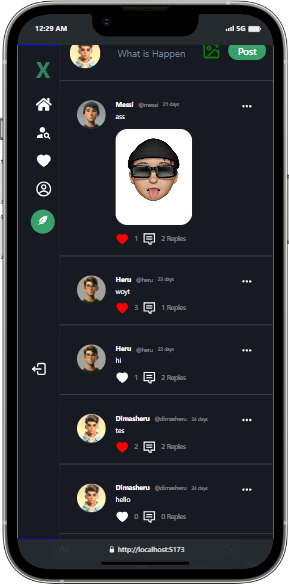 12:29 AM
5G
X
What is Happen
Post
Messi @messi 21 days
ass
1 2 Replies
Heru @heru 23 days
woyt
3 1 Replies
Heru @heru 23 days
hi
1 2 Replies
Dimasheru @dimasheru 24 days
tes
2 2 Replies
Dimasheru @dimasheru 24 days
hello
0 0 Replies
AA
http://localhost:5173